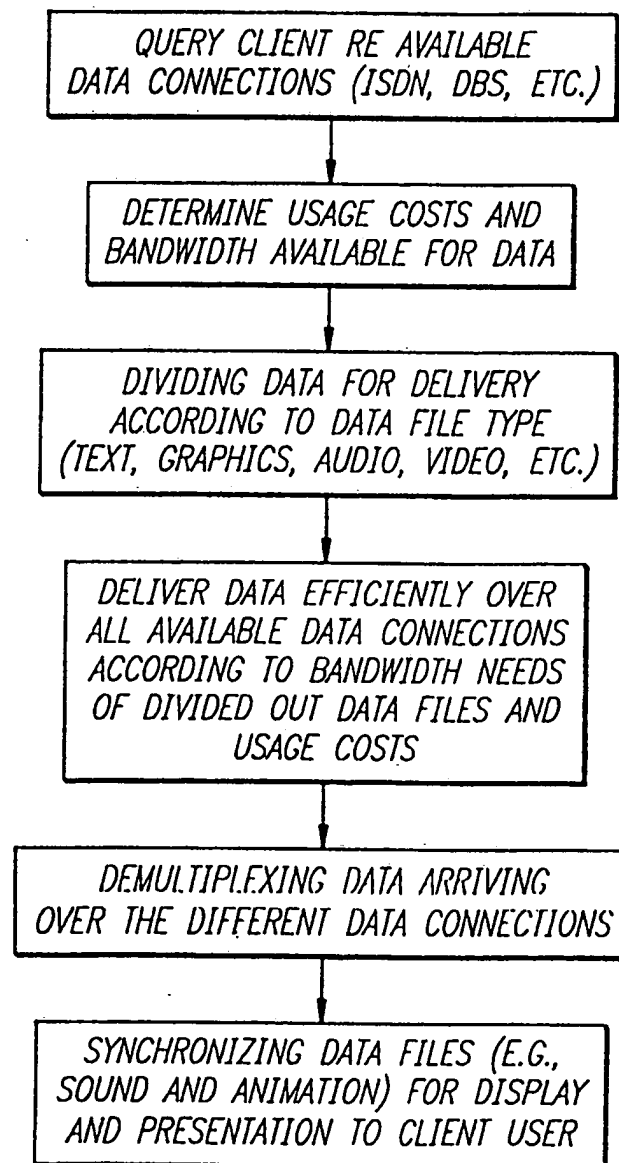 QUERY CLIENT RE AVAILABLE
DATA CONNECTIONS (ISDN, DBS, ETC.)
DETERMINE USAGE COSTS AND
BANDWIDTH AVAILABLE FOR DATA
DIVIDING DATA FOR DELIVERY
ACCORDING TO DATA FILE TYPE
(TEXT, GRAPHICS, AUDIO, VIDEO, ETC.)
DELIVER DATA EFFICIENTLY OVER
ALL AVAILABLE DATA CONNECTIONS
ACCORDING TO BANDWIDTH NEEDS
OF DIVIDED OUT DATA FILES AND
USAGE COSTS
DEMULTIPLEXING DATA ARRIVING
OVER THE DIFFERENT DATA CONNECTIONS
SYNCHRONIZING DATA FILES (E.G.,
SOUND AND ANIMATION) FOR DISPLAY
AND PRESENTATION TO CLIENT USER